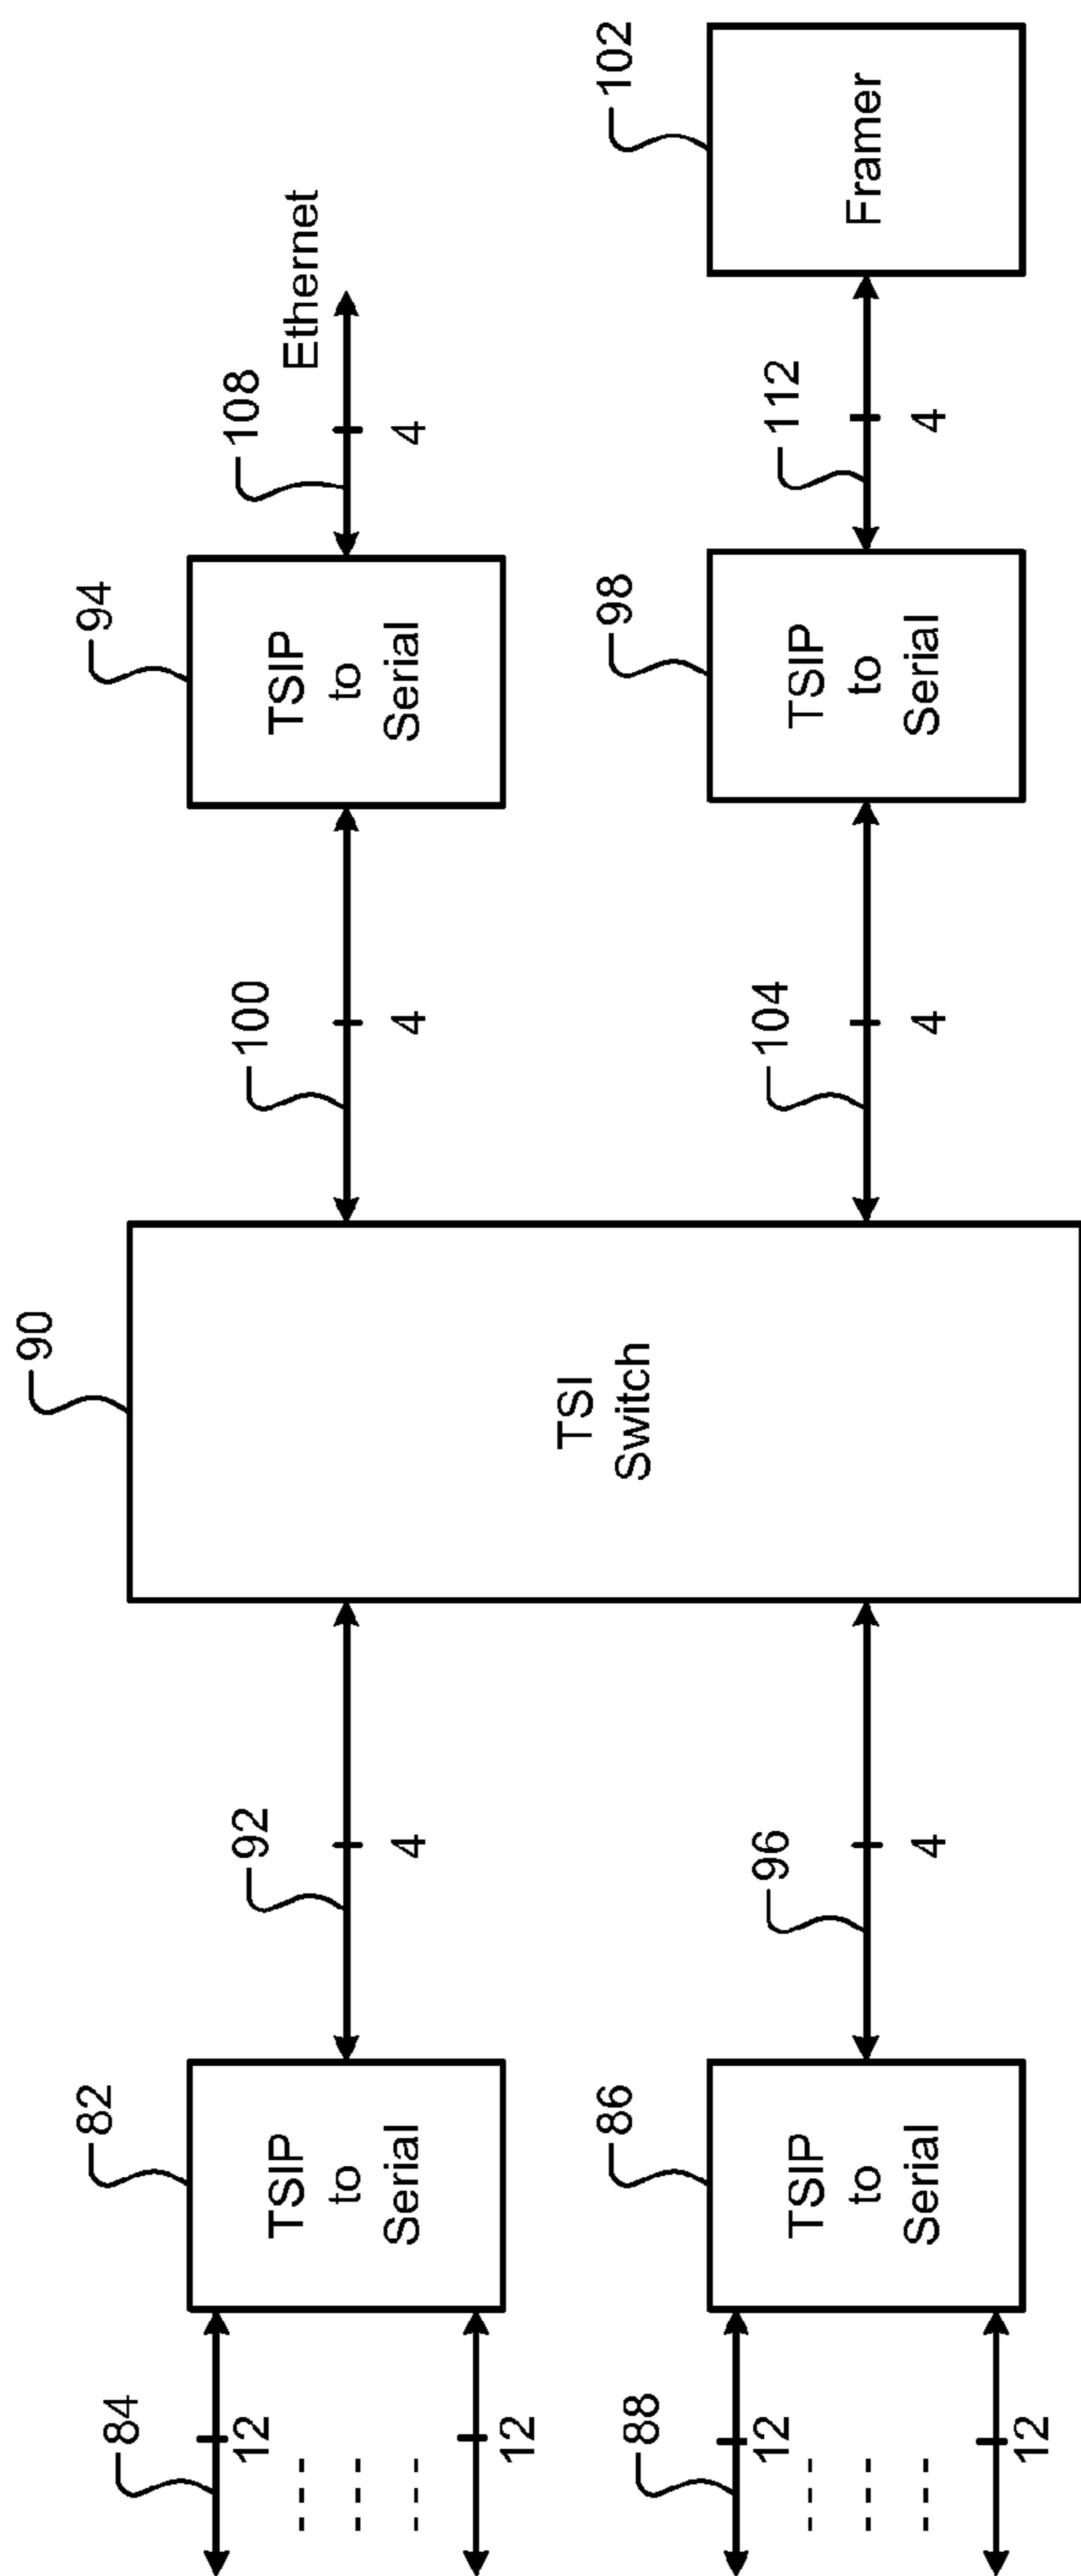 84
12
12
82
TSIP
to
Serial
92
4
90
TSI
Switch
100
4
94
TSIP
to
Serial
108
4
Ethernet
88
12
12
86
TSIP
to
Serial
96
4
104
4
98
TSIP
to
Serial
112
4
102
Framer